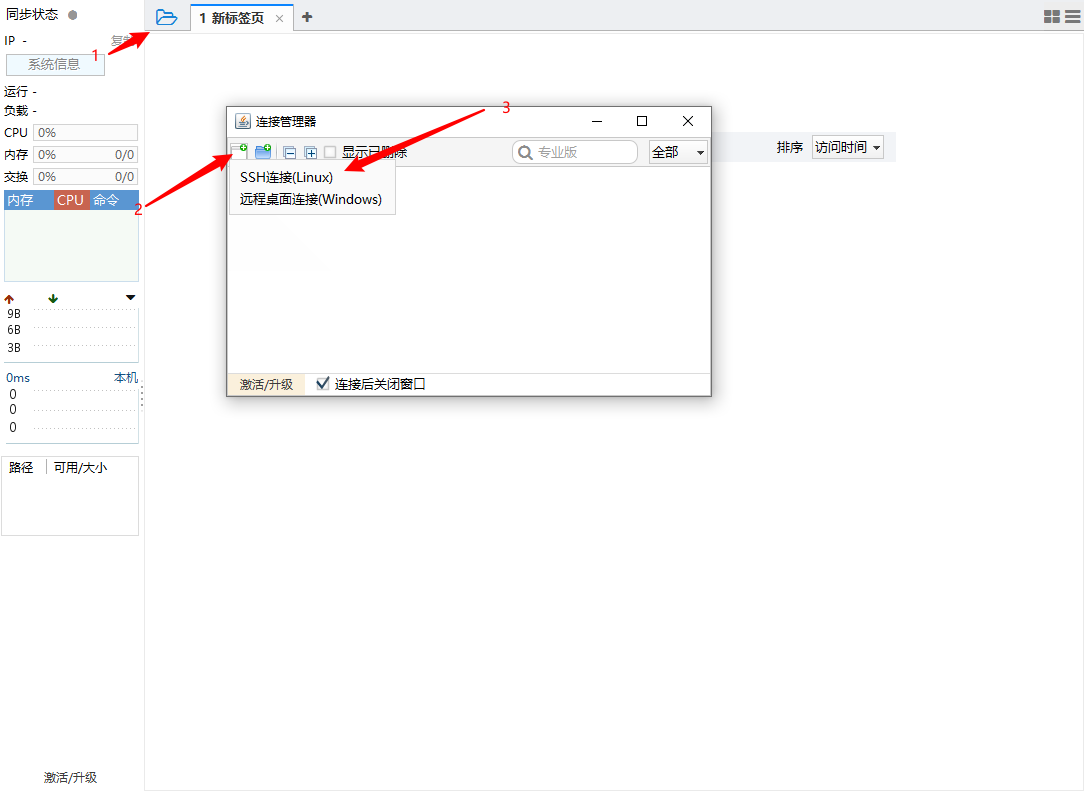 同步状态
1 新标签页
IP -
1
系统信息
运行 -
负载 -
CPU 0%
内存 0% 0/0
交换 0% 0/0
内存 CPU 命令
2
9B
6B
3B
0ms 本机
0
0
0
路径 可用/大小
激活/升级
3
连接管理器
显示已删除
专业版
全部
SSH连接(Linux)
远程桌面连接(Windows)
激活/升级
连接后关闭窗口
排序
访问时间